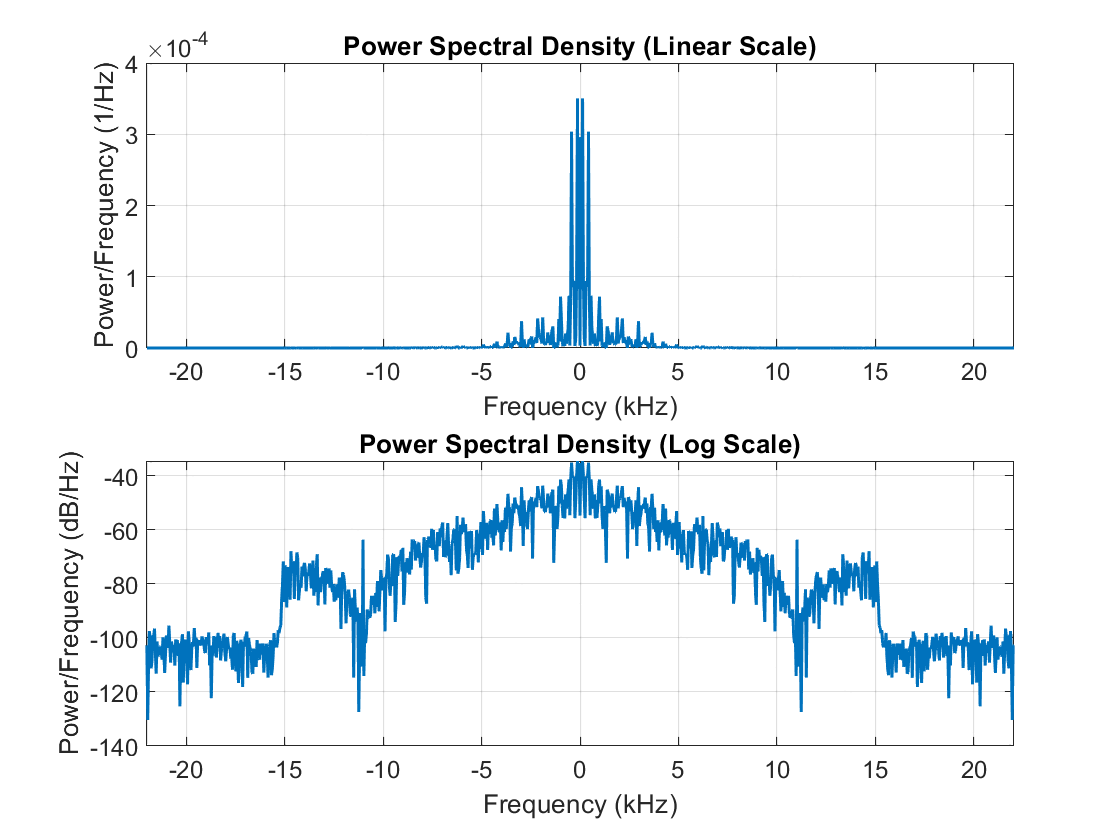 ×10⁻⁴
Power Spectral Density (Linear Scale)
Power/Frequency (1/Hz)
4
3
2
1
0
-20 -15 -10 -5 0 5 10 15 20
Frequency (kHz)
Power Spectral Density (Log Scale)
Power/Frequency (dB/Hz)
-40
-60
-80
-100
-120
-140
-20 -15 -10 -5 0 5 10 15 20
Frequency (kHz)